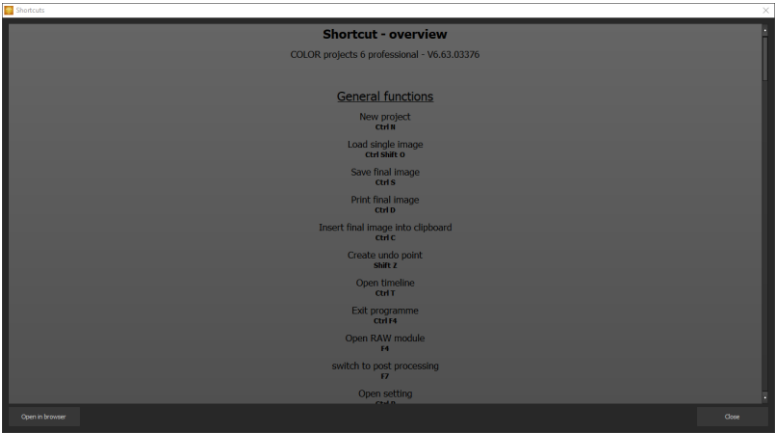 Shortcuts
Shortcut - overview
COLOR projects 6 professional - V6.63.03376
General functions
New project
Ctrl N
Load single image
Ctrl Shift O
Save final image
Ctrl S
Print final image
Ctrl D
Insert final image into clipboard
Ctrl C
Create undo point
Shift Z
Open timeline
Ctrl T
Exit programme
Ctrl F4
Open RAW module
F4
switch to post processing
F7
Open setting
Open in browser
Close